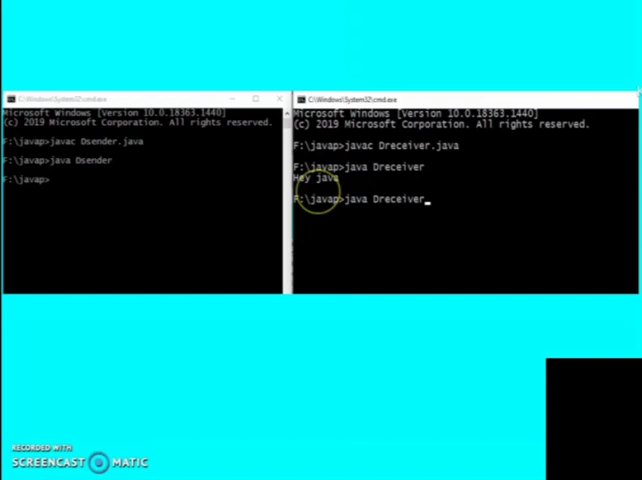 C:\Windows\System32\cmd.exe
Microsoft Windows [Version 10.0.18363.1440]
(c) 2019 Microsoft Corporation. All rights reserved.
F:\javap>javac Dsender.java
F:\javap>java Dsender
F:\javap>
C:\Windows\System32\cmd.exe
Microsoft Windows [Version 10.0.18363.1440]
(c) 2019 Microsoft Corporation. All rights reserved.
F:\javap>javac Dreceiver.java
F:\javap>java Dreceiver
Hey java
F:\javap>java Dreceiver_
RECORDED WITH
SCREENCAST MATIC